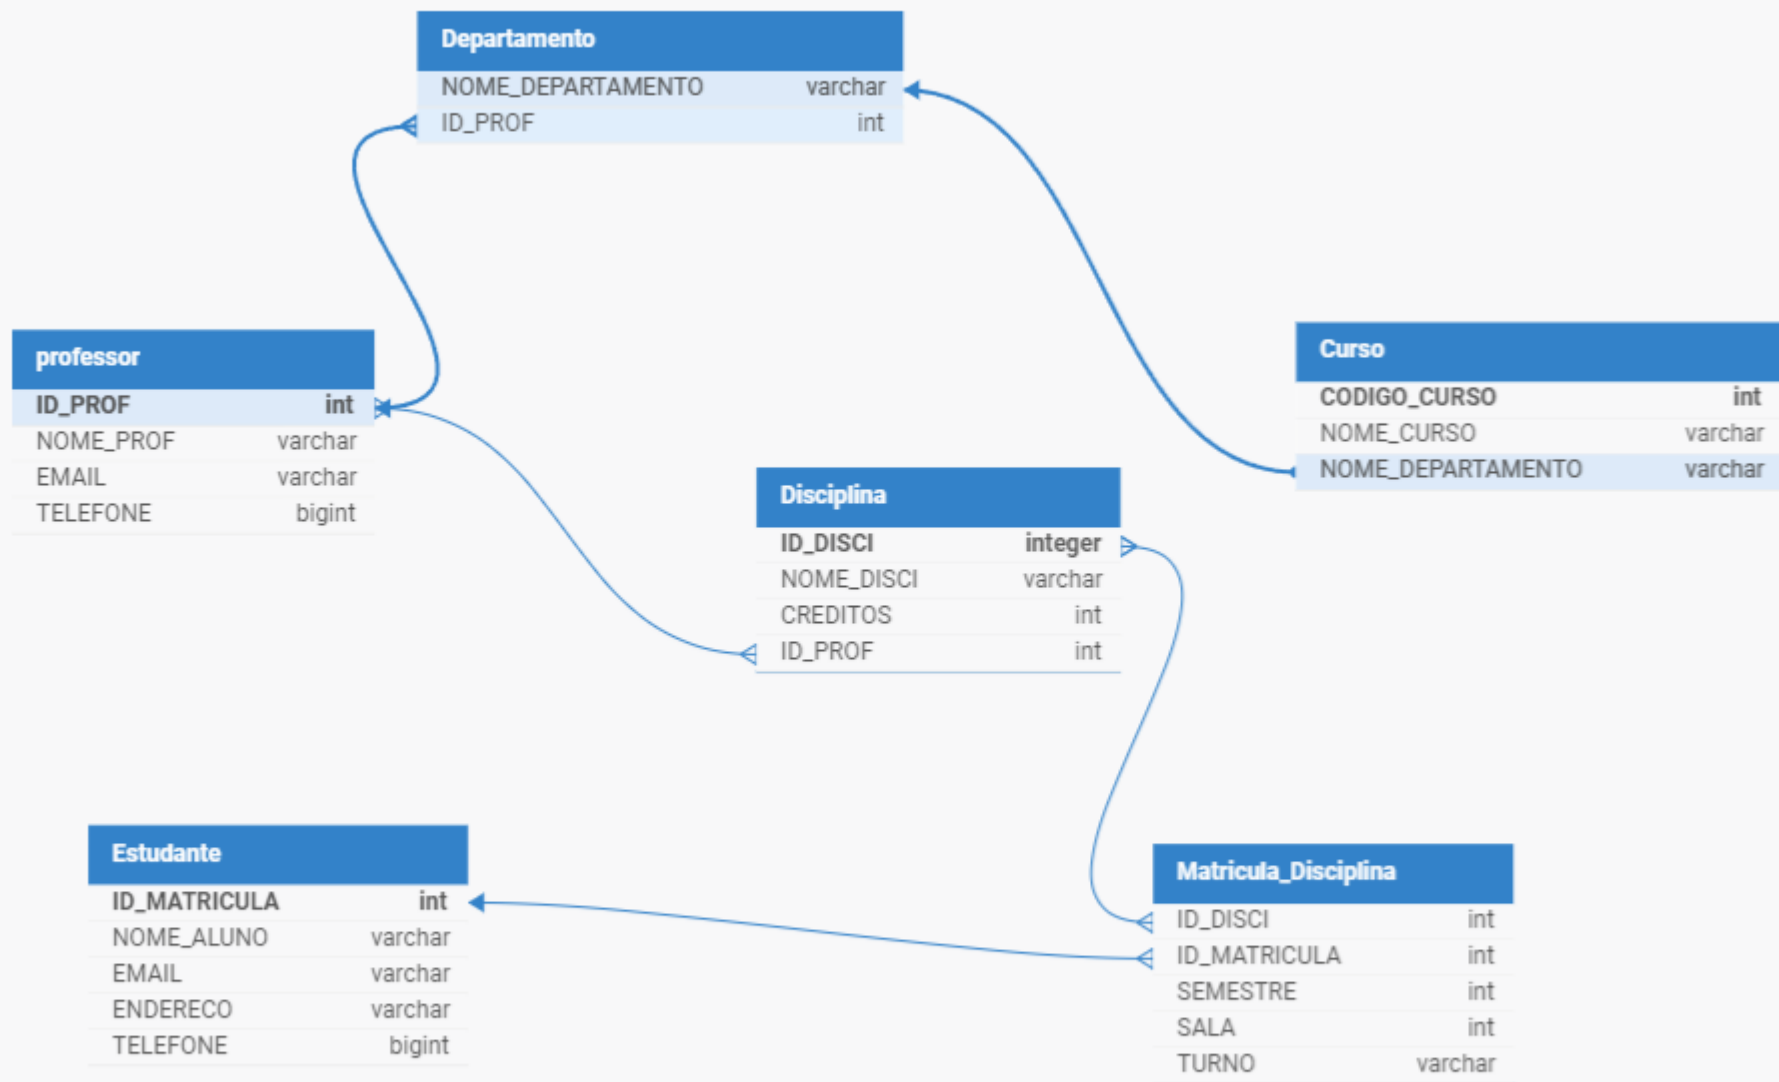 Departamento
NOME_DEPARTAMENTO varchar
ID_PROF int
professor
ID_PROF int
NOME_PROF varchar
EMAIL varchar
TELEFONE bigint
Curso
CODIGO_CURSO int
NOME_CURSO varchar
NOME_DEPARTAMENTO varchar
Disciplina
ID_DISCI integer
NOME_DISCI varchar
CREDITOS int
ID_PROF int
Estudante
ID_MATRICULA int
NOME_ALUNO varchar
EMAIL varchar
ENDERECO varchar
TELEFONE bigint
Matricula_Disciplina
ID_DISCI int
ID_MATRICULA int
SEMESTRE int
SALA int
TURNO varchar